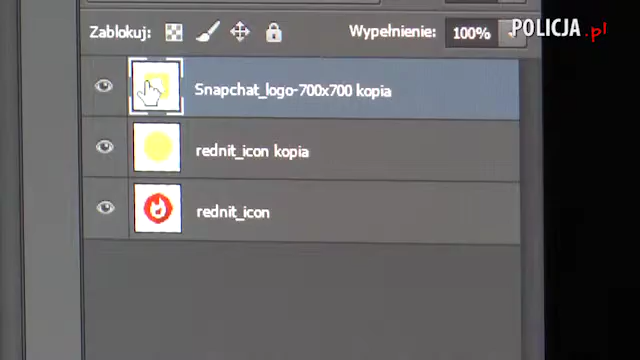 POLICJA.pl
Zablokuj: Wypełnienie: 100%
Snapchat_logo-700x700 kopia
rednit_icon kopia
rednit_icon